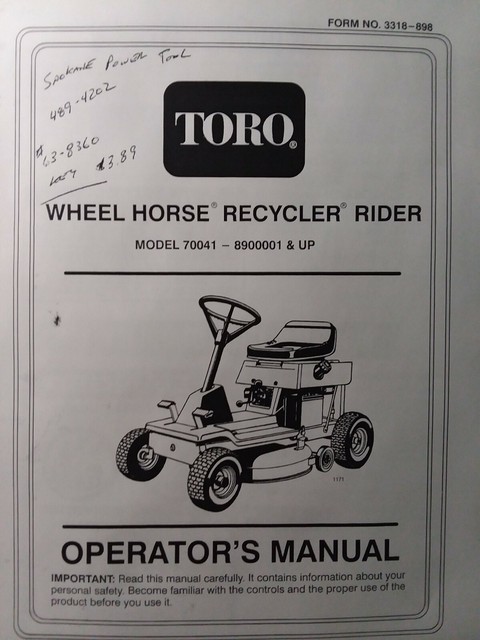 FORM NO. 3318-898
SPOKANE POWER TOOL
489-4202
63-8360
$3.89
TORO®
WHEEL HORSE® RECYCLER® RIDER
MODEL 70041 – 8900001 & UP
1171
OPERATOR'S MANUAL
IMPORTANT: Read this manual carefully. It contains information about your
personal safety. Become familiar with the controls and the proper use of the
product before you use it.